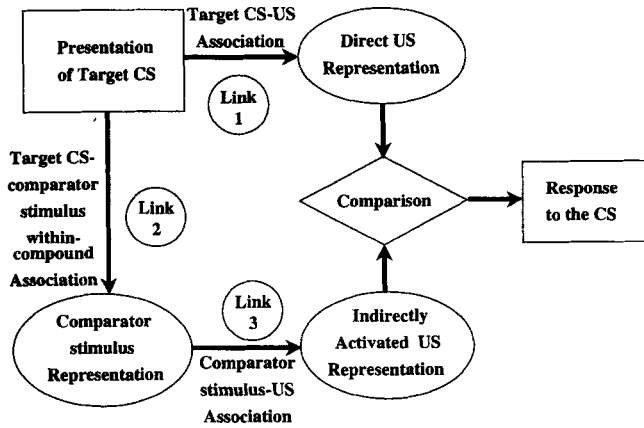 Presentation
of Target CS
Target CS-US
Association
Link
1
Direct US
Representation
Target CS-
comparator
stimulus
within-
compound
Association
Link
2
Comparison
Response
to the CS
Comparator
stimulus
Representation
Link
3
Comparator
stimulus-US
Association
Indirectly
Activated US
Representation